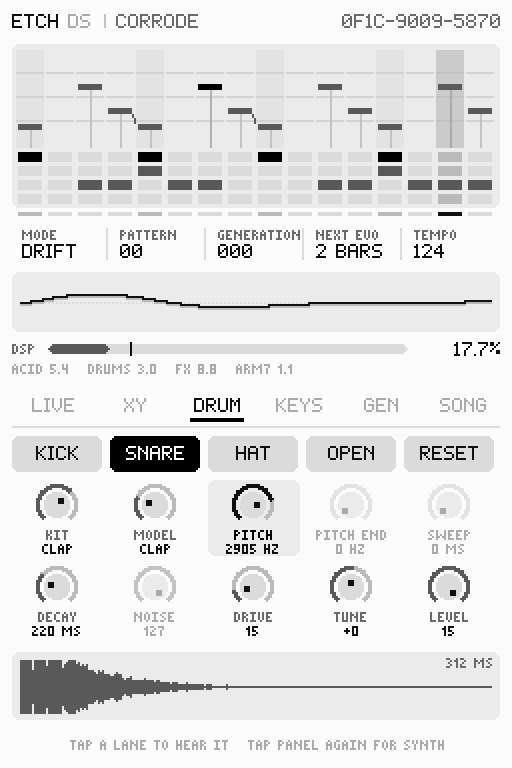 ETCH DS | CORRODE 0F1C-9009-5870
MODE PATTERN GENERATION NEXT EVO TEMPO
DRIFT 00 000 2 BARS 124
DSP 17.7%
ACID 5.4 DRUMS 3.0 FX 8.8 ARM7 1.1
LIVE XY DRUM KEYS GEN SONG
KICK SNARE HAT OPEN RESET
KIT MODEL PITCH PITCH END SWEEP
CLAP CLAP 2905 HZ 0 HZ 0 MS
DECAY NOISE DRIVE TUNE LEVEL
220 MS 127 15 +0 15
312 MS
TAP A LANE TO HEAR IT TAP PANEL AGAIN FOR SYNTH